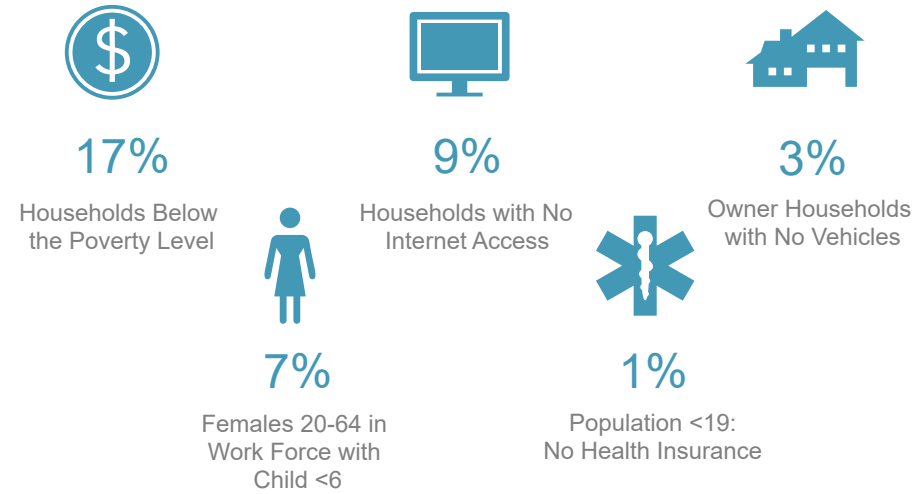 $
17%
Households Below
the Poverty Level
9%
Households with No
Internet Access
3%
Owner Households
with No Vehicles
7%
Females 20-64 in
Work Force with
Child <6
1%
Population <19:
No Health Insurance